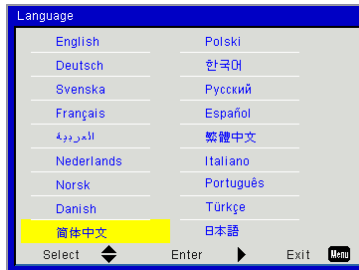 Language
English
Polski
Deutsch
한국어
Svenska
Русский
Français
Español
العربية
繁體中文
Nederlands
Italiano
Norsk
Português
Danish
Türkçe
简体中文
日本語
Select
Enter
Exit
Menu